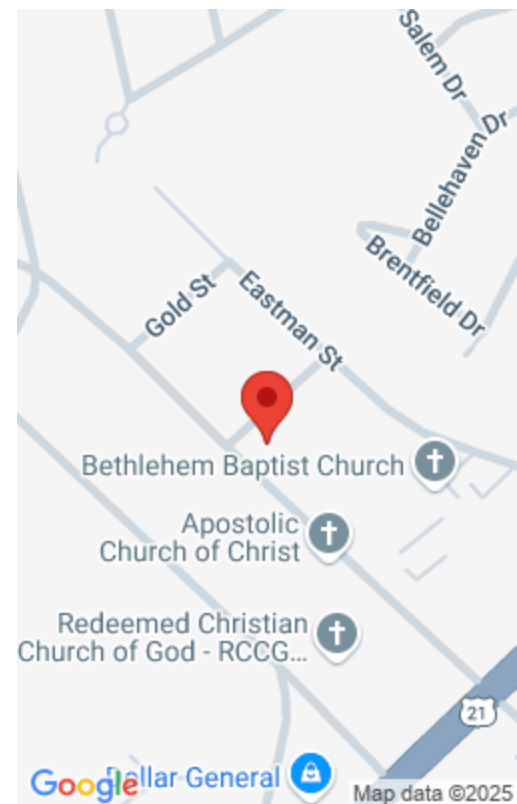 Salem Dr
Bellehaven Dr
Brentfield Dr
Gold St
Eastman St
Bethlehem Baptist Church
Apostolic
Church of Christ
Redeemed Christian
Church of God - RCCG...
21
Dollar General
Google
Map data ©2025